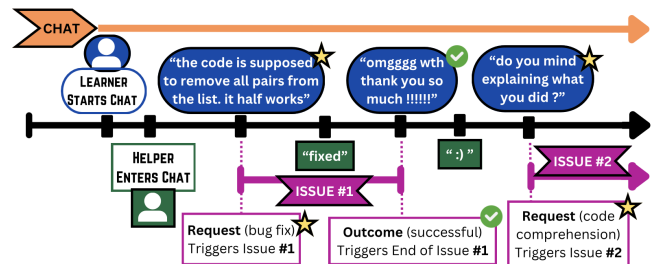 CHAT
LEARNER
STARTS CHAT
“the code is supposed
to remove all pairs from
the list. it half works”
“omgggg wth
thank you so
much !!!!!!”
“do you mind
explaining what
you did ?”
HELPER
ENTERS CHAT
“fixed”
“ :) ”
ISSUE #1
ISSUE #2
Request (bug fix)
Triggers Issue #1
Outcome (successful)
Triggers End of Issue #1
Request (code
comprehension)
Triggers Issue #2